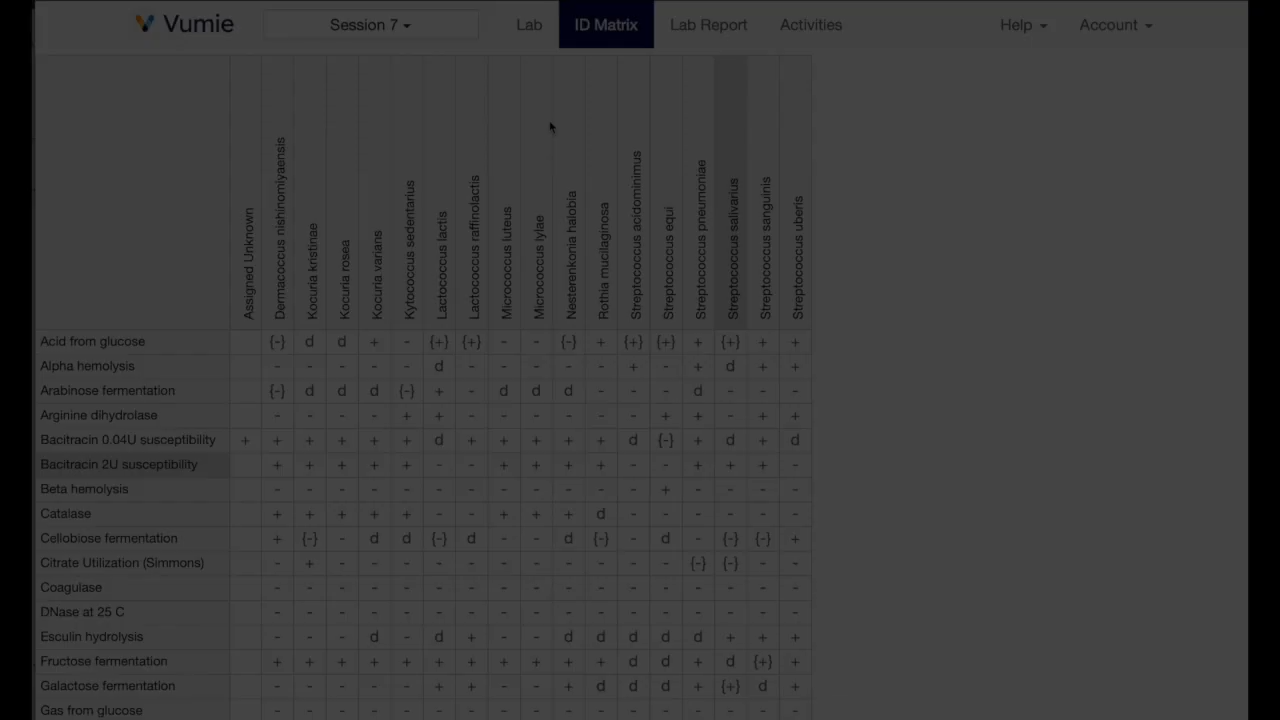 Vumie Session 7 Lab ID Matrix Lab Report Activities Help Account
Assigned Unknown
Dermacoccus nishinomiyaensis
Kocuria kristinae
Kocuria rosea
Kocuria varians
Kytococcus sedentarius
Lactococcus lactis
Lactococcus raffinolactis
Micrococcus luteus
Micrococcus lylae
Nesterenkonia halobia
Rothia mucilaginosa
Streptococcus acidominimus
Streptococcus equi
Streptococcus pneumoniae
Streptococcus salivarius
Streptococcus sanguinis
Streptococcus uberis
Acid from glucose {-} d d + - {+} {+} - - {-} + {+} {+} + {+} + +
Alpha hemolysis - - - - - d - - - - - + - + d + +
Arabinose fermentation {-} d d d {-} + - d d d - - - d - - -
Arginine dihydrolase - - - - + + - - - - - - + + - + +
Bacitracin 0.04U susceptibility + + + + + + d + + + + + d {-} + d + d
Bacitracin 2U susceptibility + + + + + - - + + + + - - + + + -
Beta hemolysis - - - - - - - - - - - - + - - - -
Catalase + + + + + - - + + + d - - - - - -
Cellobiose fermentation + {-} - d d {-} d - - d {-} - d - {-} {-} +
Citrate Utilization (Simmons) - + - - - - - - - - - - - {-} {-} - -
Coagulase - - - - - - - - - - - - - - - - -
DNase at 25 C - - - - - - - - - - - - - - - - -
Esculin hydrolysis - - - d - d + - - d d d d d + + +
Fructose fermentation + + + + + + + + + + + d d + d {+} +
Galactose fermentation - - - - - + + - - + d d d + {+} d +
Gas from glucose - - - - - - - - - - - - - - - - -